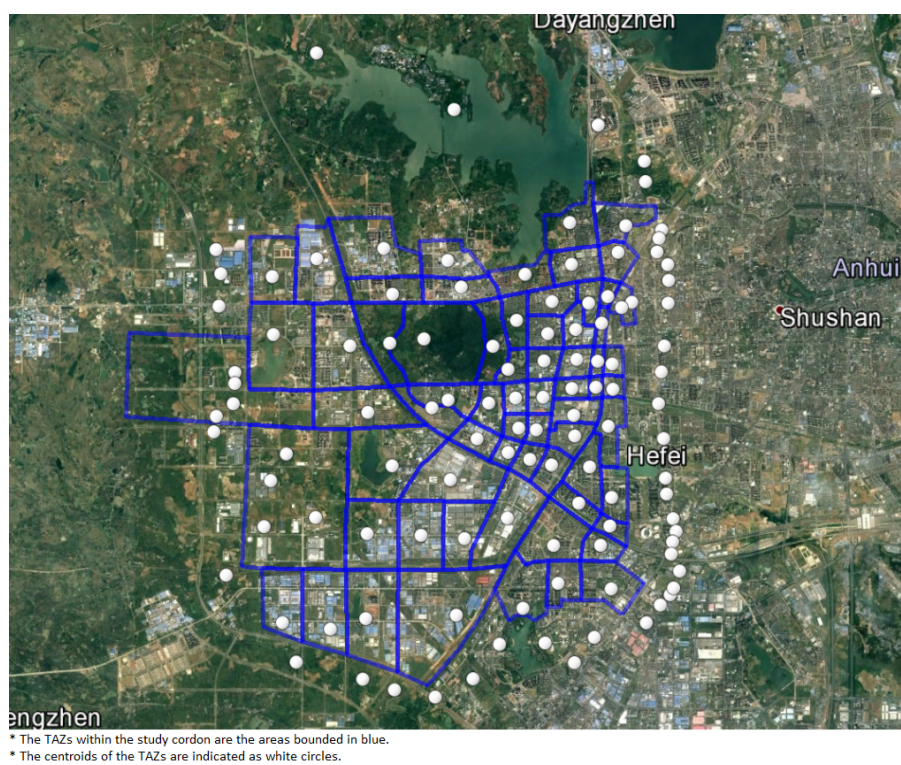 Dayangzhen
Anhui
Shushan
Hefei
engzhen
* The TAZs within the study cordon are the areas bounded in blue.
* The centroids of the TAZs are indicated as white circles.